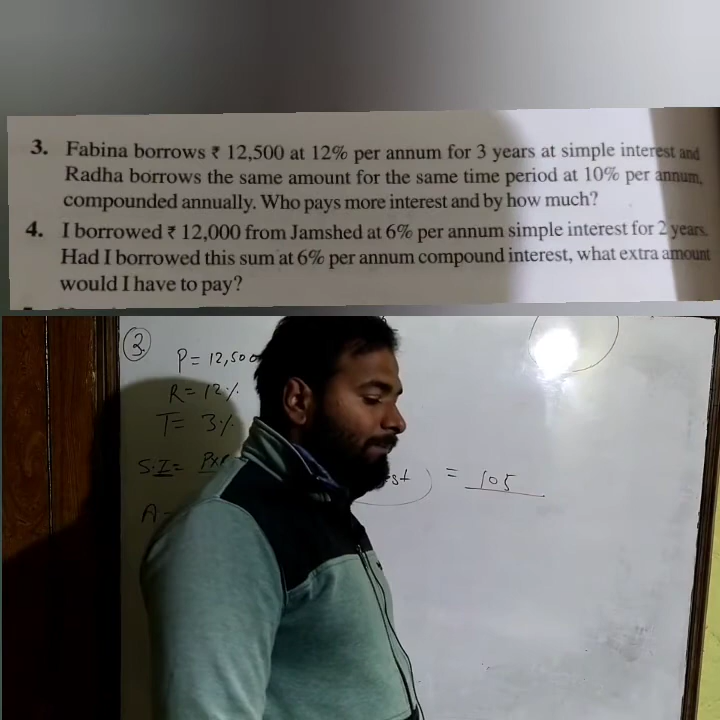 3. Fabina borrows ₹ 12,500 at 12% per annum for 3 years at simple interest and
Radha borrows the same amount for the same time period at 10% per annum,
compounded annually. Who pays more interest and by how much?
4. I borrowed ₹ 12,000 from Jamshed at 6% per annum simple interest for 2 years.
Had I borrowed this sum at 6% per annum compound interest, what extra amount
would I have to pay?
3.
P = 12,500
R = 12%
T = 3%
S.I = PxR
= 105
A =